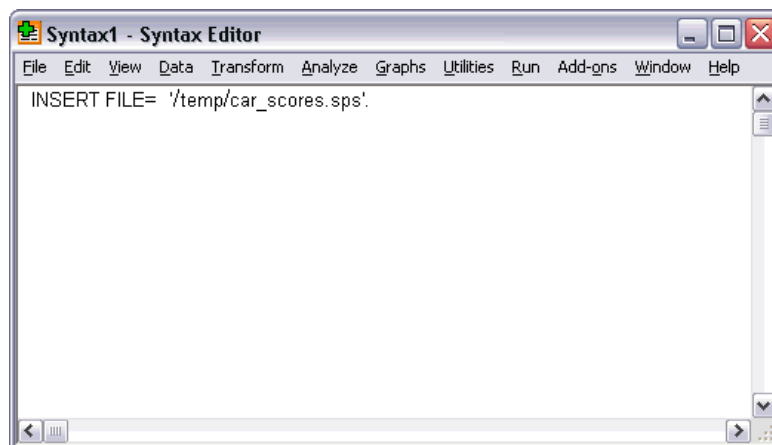 Syntax1 - Syntax Editor
File Edit View Data Transform Analyze Graphs Utilities Run Add-ons Window Help
INSERT FILE= '/temp/car_scores.sps'.